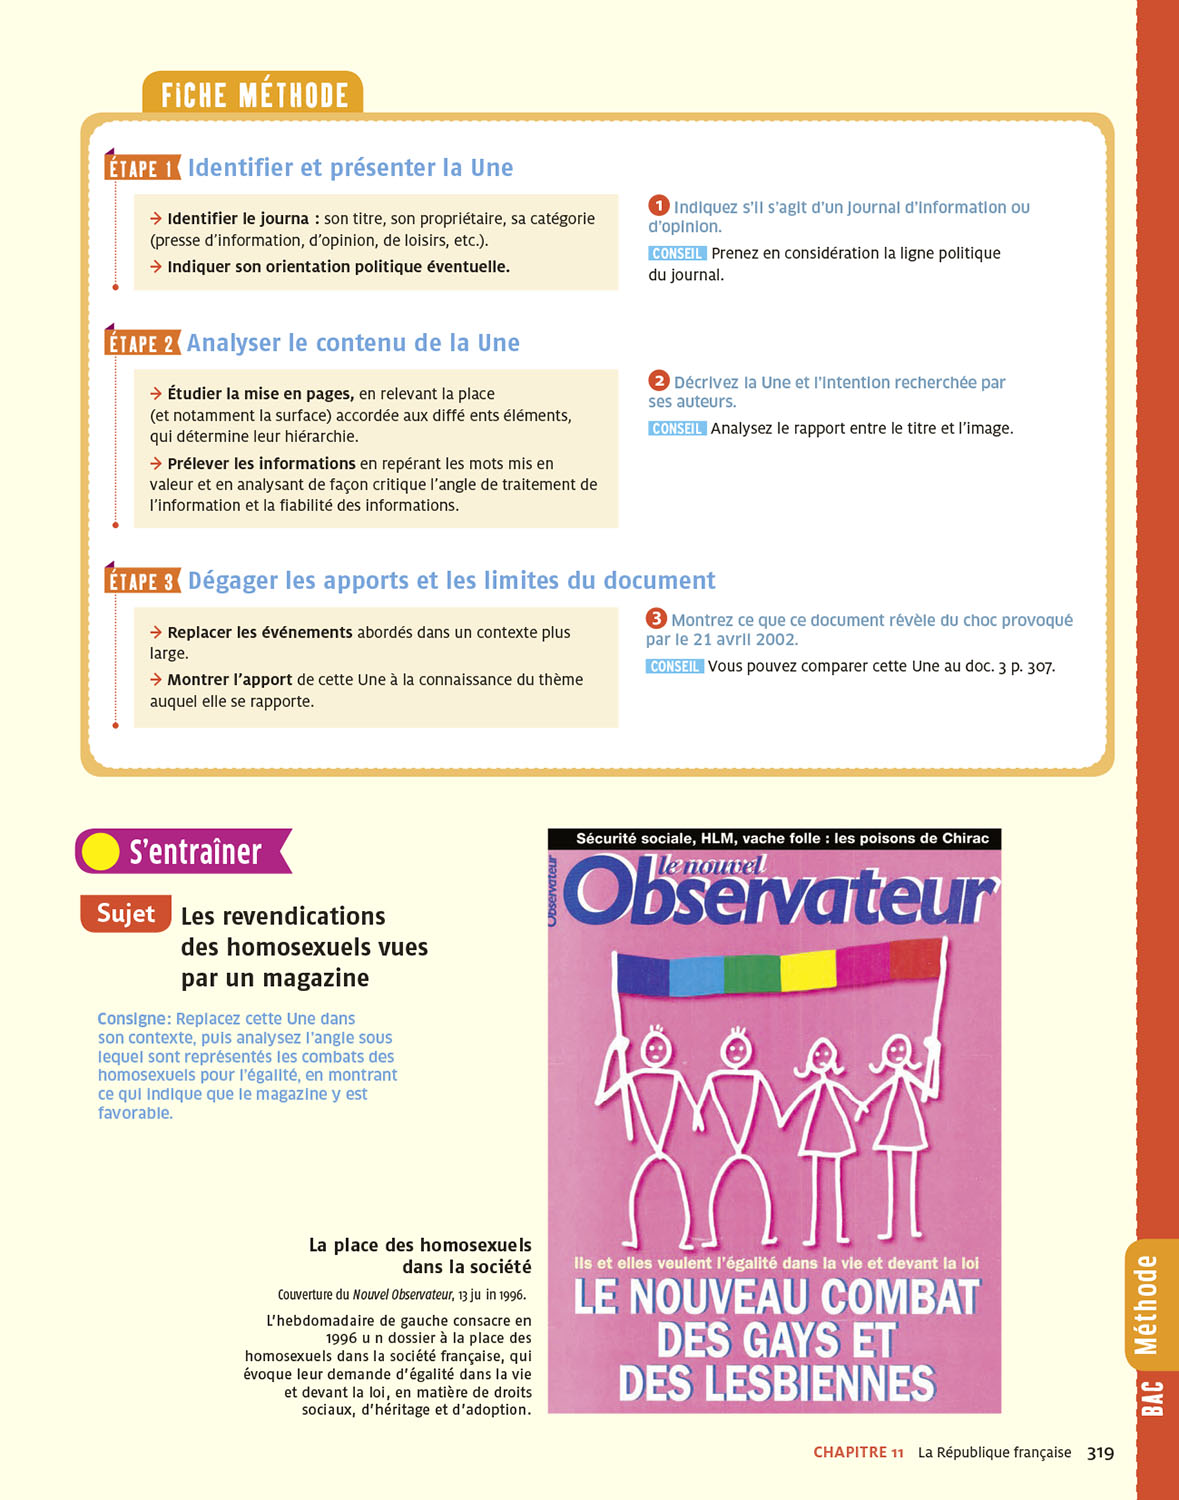 FICHE MÉTHODE
ÉTAPE 1 Identifier et présenter la Une
→ Identifier le journa : son titre, son propriétaire, sa catégorie
(presse d'information, d'opinion, de loisirs, etc.).
→ Indiquer son orientation politique éventuelle.
1 Indiquez s'il s'agit d'un journal d'information ou
d'opinion.
CONSEIL Prenez en considération la ligne politique
du journal.
ÉTAPE 2 Analyser le contenu de la Une
→ Étudier la mise en pages, en relevant la place
(et notamment la surface) accordée aux diffé ents éléments,
qui détermine leur hiérarchie.
→ Prélever les informations en repérant les mots mis en
valeur et en analysant de façon critique l'angle de traitement de
l'information et la fiabilité des informations.
2 Décrivez la Une et l'intention recherchée par
ses auteurs.
CONSEIL Analysez le rapport entre le titre et l'image.
ÉTAPE 3 Dégager les apports et les limites du document
→ Replacer les événements abordés dans un contexte plus
large.
→ Montrer l'apport de cette Une à la connaissance du thème
auquel elle se rapporte.
3 Montrez ce que ce document révèle du choc provoqué
par le 21 avril 2002.
CONSEIL Vous pouvez comparer cette Une au doc. 3 p. 307.
S'entraîner
Sujet Les revendications
des homosexuels vues
par un magazine
Consigne: Replacez cette Une dans
son contexte, puis analysez l'angle sous
lequel sont représentés les combats des
homosexuels pour l'égalité, en montrant
ce qui indique que le magazine y est
favorable.
La place des homosexuels
dans la société
Couverture du Nouvel Observateur, 13 ju in 1996.
L'hebdomadaire de gauche consacre en
1996 u n dossier à la place des
homosexuels dans la société française, qui
évoque leur demande d'égalité dans la vie
et devant la loi, en matière de droits
sociaux, d'héritage et d'adoption.
Sécurité sociale, HLM, vache folle : les poisons de Chirac
Observateur
le nouvel
Observateur
Ils et elles veulent l'égalité dans la vie et devant la loi
LE NOUVEAU COMBAT
DES GAYS ET
DES LESBIENNES
Méthode
BAC
CHAPITRE 11 La République française 319